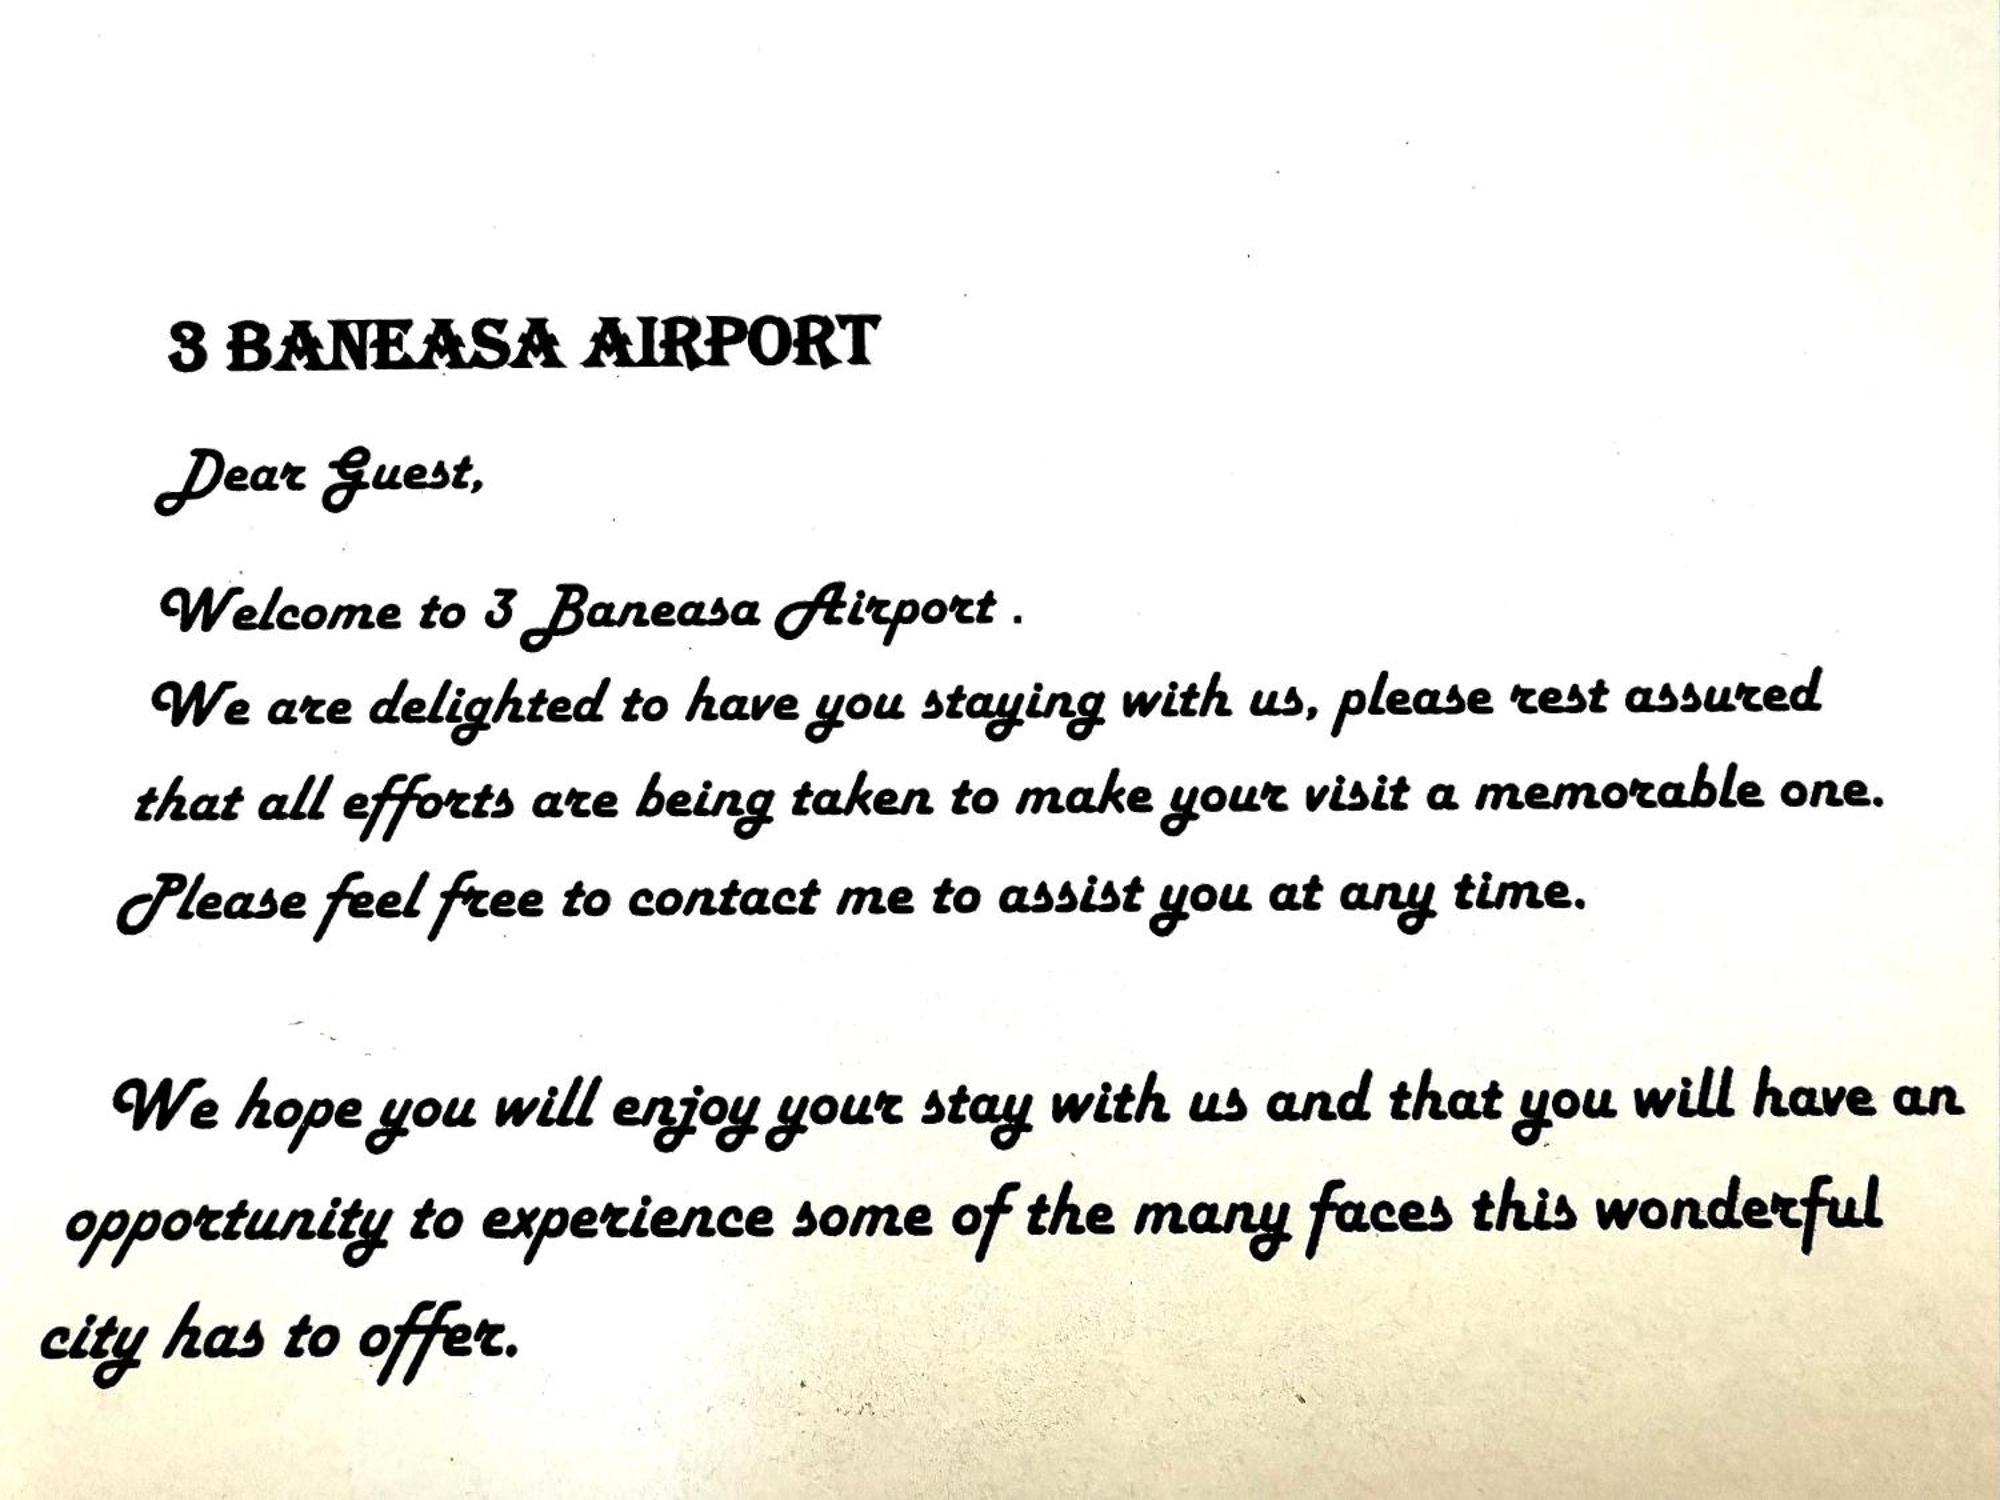 3 BANEASA AIRPORT
Dear Guest,
Welcome to 3 Baneasa Airport .
We are delighted to have you staying with us, please rest assured
that all efforts are being taken to make your visit a memorable one.
Please feel free to contact me to assist you at any time.
We hope you will enjoy your stay with us and that you will have an
opportunity to experience some of the many faces this wonderful
city has to offer.